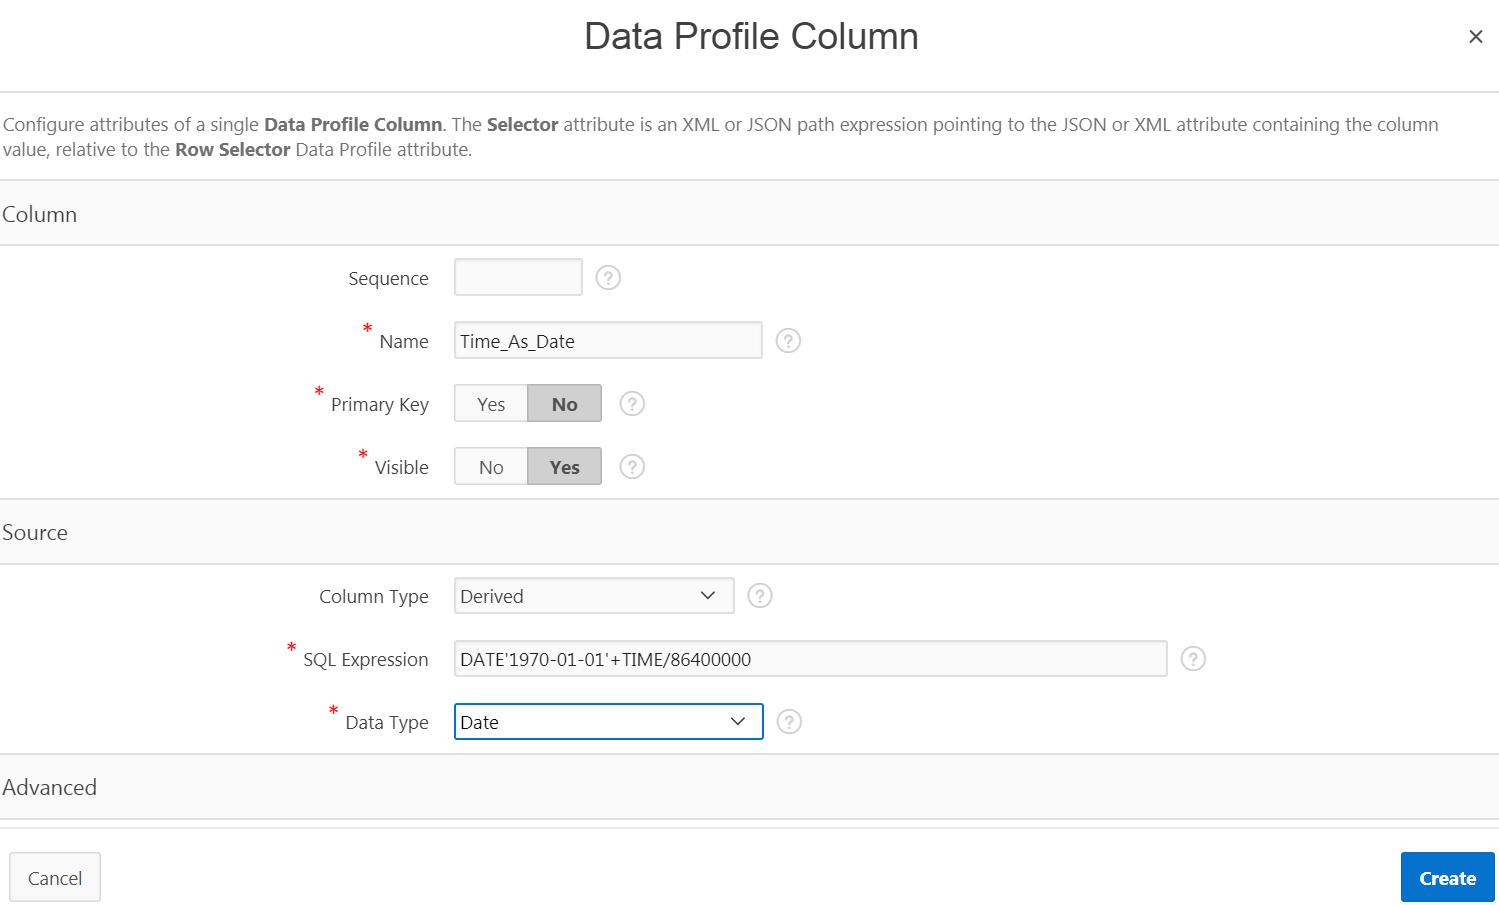 Data Profile Column
×
Configure attributes of a single Data Profile Column. The Selector attribute is an XML or JSON path expression pointing to the JSON or XML attribute containing the column
value, relative to the Row Selector Data Profile attribute.
Column
Sequence ?
* Name Time_As_Date ?
* Primary Key Yes No ?
* Visible No Yes ?
Source
Column Type Derived ?
* SQL Expression DATE'1970-01-01'+TIME/86400000 ?
* Data Type Date ?
Advanced
Cancel Create